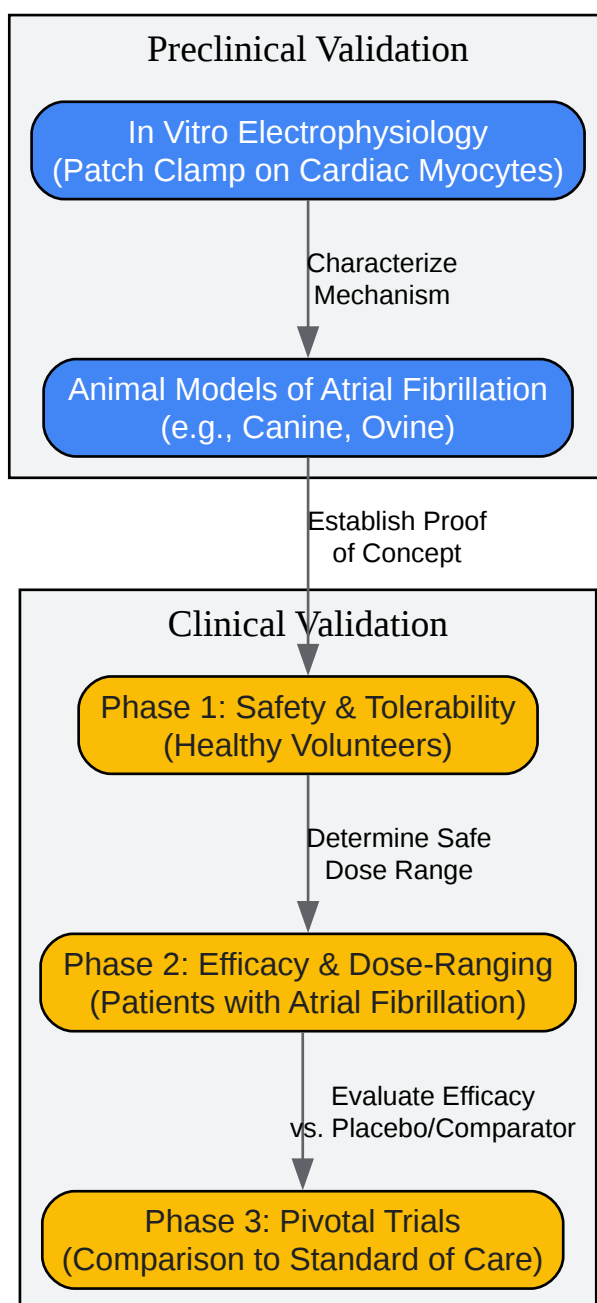 Preclinical Validation
In Vitro Electrophysiology
(Patch Clamp on Cardiac Myocytes)
Characterize
Mechanism
Animal Models of Atrial Fibrillation
(e.g., Canine, Ovine)
Establish Proof
of Concept
Clinical Validation
Phase 1: Safety & Tolerability
(Healthy Volunteers)
Determine Safe
Dose Range
Phase 2: Efficacy & Dose-Ranging
(Patients with Atrial Fibrillation)
Evaluate Efficacy
vs. Placebo/Comparator
Phase 3: Pivotal Trials
(Comparison to Standard of Care)